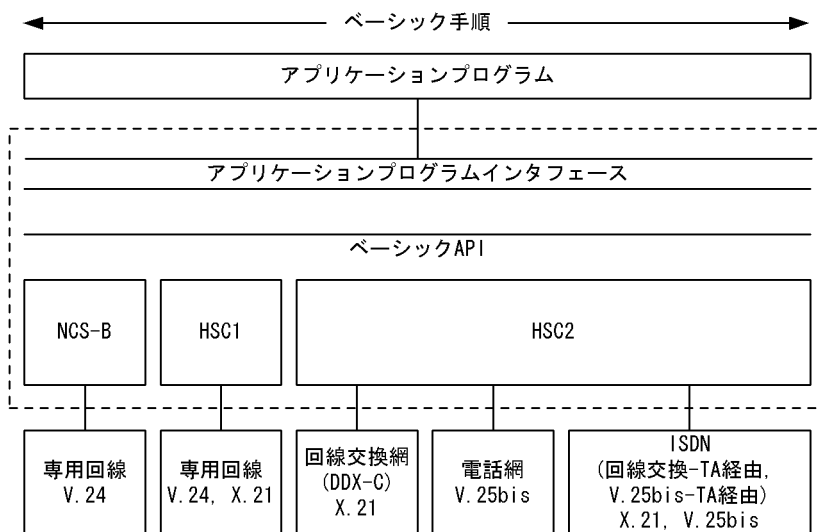 ベーシック手順
アプリケーションプログラム
アプリケーションプログラムインタフェース
ベーシックAPI
NCS-B
HSC1
HSC2
専用回線
V.24
専用回線
V.24, X.21
回線交換網
(DDX-C)
X.21
電話網
V.25bis
ISDN
(回線交換-TA経由,
V.25bis-TA経由)
X.21, V.25bis